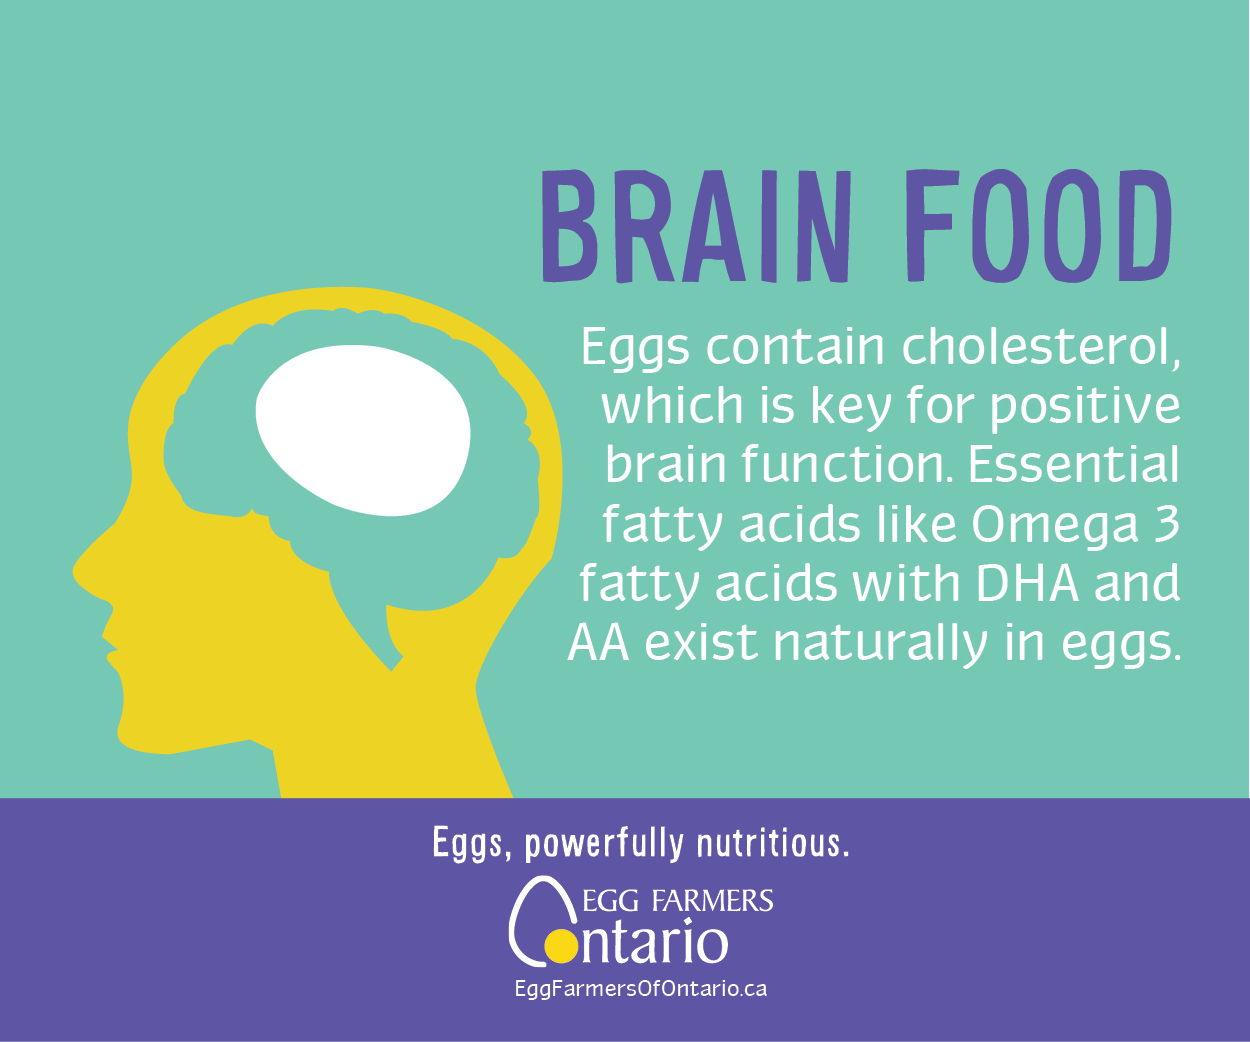 BRAIN FOOD
Eggs contain cholesterol,
which is key for positive
brain function. Essential
fatty acids like Omega 3
fatty acids with DHA and
AA exist naturally in eggs.
Eggs, powerfully nutritious.
EGG FARMERS
Ontario
EggFarmersOfOntario.ca